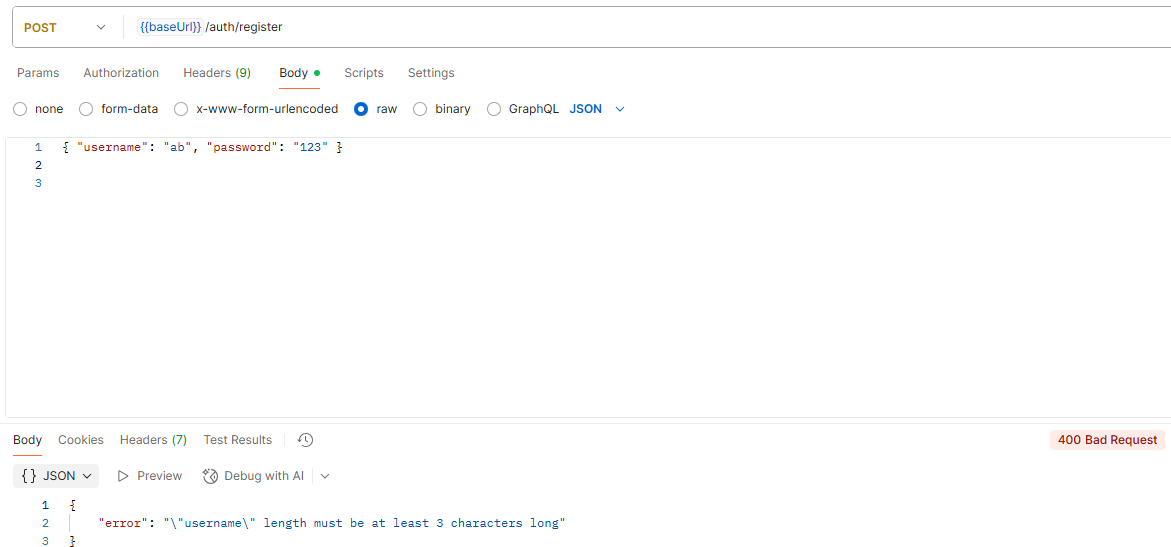 POST {{baseUrl}}/auth/register
Params Authorization Headers (9) Body Scripts Settings
none form-data x-www-form-urlencoded raw binary GraphQL JSON
1 { "username": "ab", "password": "123" }
2
3
Body Cookies Headers (7) Test Results 400 Bad Request
{} JSON Preview Debug with AI
1 {
2 "error": "\"username\" length must be at least 3 characters long"
3 }